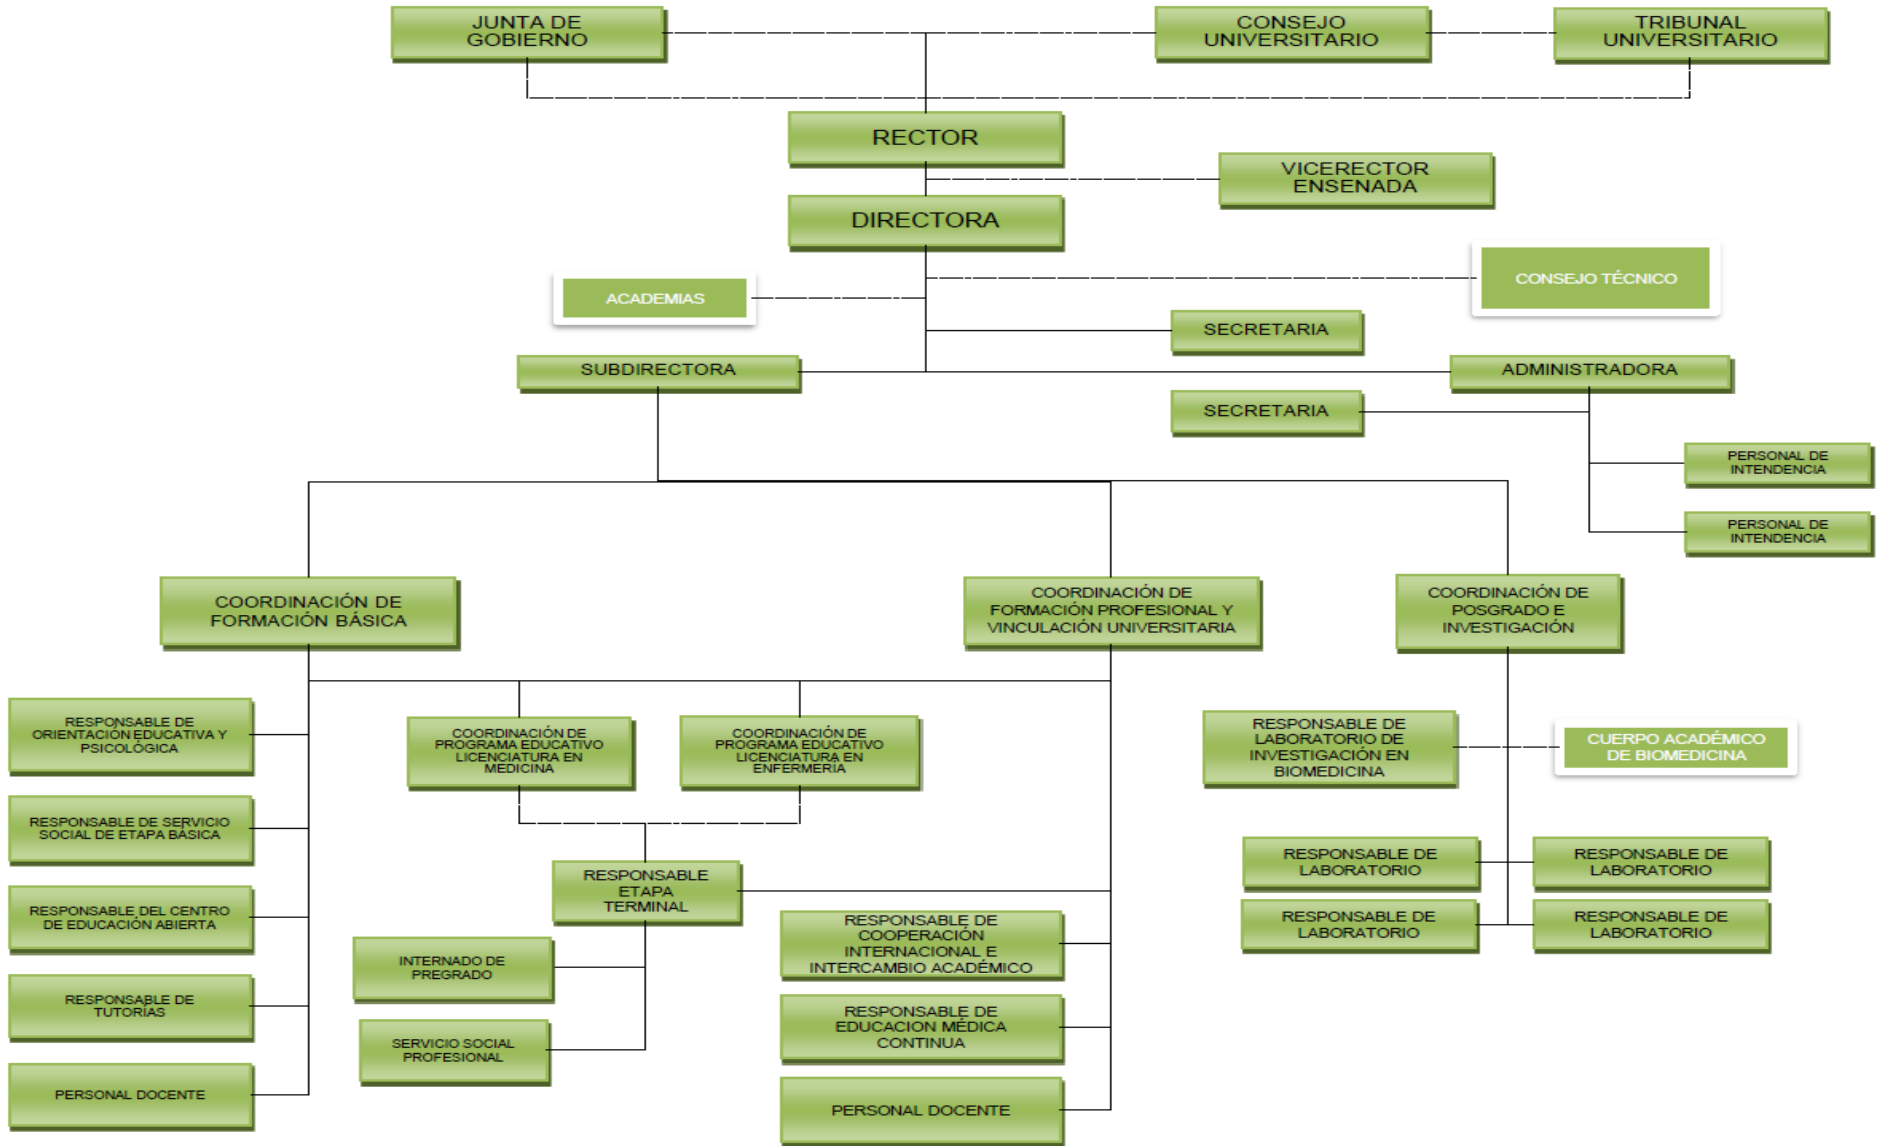 JUNTA DE
GOBIERNO
CONSEJO
UNIVERSITARIO
TRIBUNAL
UNIVERSITARIO
RECTOR
VICERECTOR
ENSENADA
DIRECTORA
ACADEMIAS
CONSEJO TÉCNICO
SECRETARIA
SUBDIRECTORA
ADMINISTRADORA
SECRETARIA
PERSONAL DE
INTENDENCIA
PERSONAL DE
INTENDENCIA
COORDINACIÓN DE
FORMACIÓN BÁSICA
COORDINACIÓN DE
FORMACIÓN PROFESIONAL Y
VINCULACIÓN UNIVERSITARIA
COORDINACIÓN DE
POSGRADO E
INVESTIGACIÓN
RESPONSABLE DE
ORIENTACIÓN EDUCATIVA Y
PSICOLÓGICA
COORDINACIÓN DE
PROGRAMA EDUCATIVO
LICENCIATURA EN
MEDICINA
COORDINACIÓN DE
PROGRAMA EDUCATIVO
LICENCIATURA EN
ENFERMERÍA
RESPONSABLE DE
LABORATORIO DE
INVESTIGACIÓN EN
BIOMEDICINA
CUERPO ACADÉMICO
DE BIOMEDICINA
RESPONSABLE DE SERVICIO
SOCIAL DE ETAPA BÁSICA
RESPONSABLE DE
LABORATORIO
RESPONSABLE DE
LABORATORIO
RESPONSABLE
ETAPA
TERMINAL
RESPONSABLE DEL CENTRO
DE EDUCACIÓN ABIERTA
RESPONSABLE DE
COOPERACIÓN
INTERNACIONAL E
INTERCAMBIO ACADÉMICO
RESPONSABLE DE
LABORATORIO
RESPONSABLE DE
LABORATORIO
INTERNADO DE
PREGRADO
RESPONSABLE DE
TUTORÍAS
RESPONSABLE DE
EDUCACION MÉDICA
CONTINUA
SERVICIO SOCIAL
PROFESIONAL
PERSONAL DOCENTE
PERSONAL DOCENTE